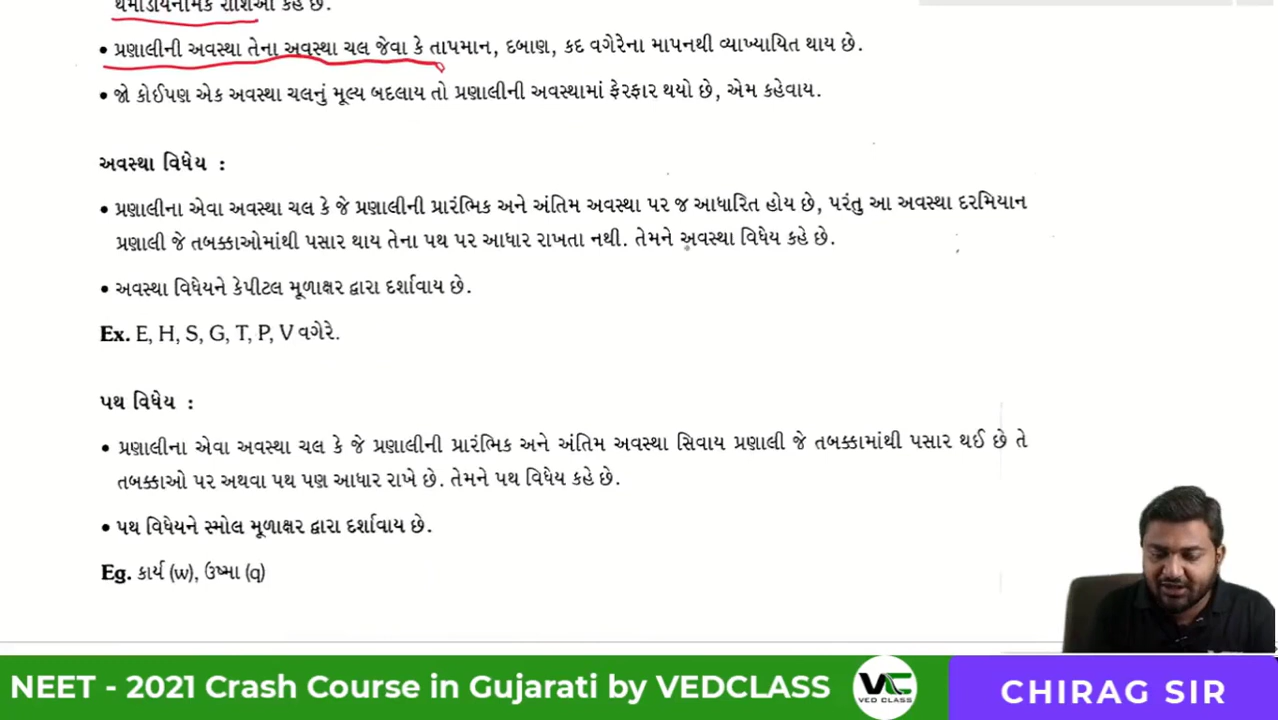 થર્મોડાયનેમિક રાશિઓ કહે છે.
• પ્રણાલીની અવસ્થા તેના અવસ્થા ચલ જેવા કે તાપમાન, દબાણ, કદ વગેરેના માપનથી વ્યાખ્યાયિત થાય છે.
• જો કોઈપણ એક અવસ્થા ચલનું મૂલ્ય બદલાય તો પ્રણાલીની અવસ્થામાં ફેરફાર થયો છે, એમ કહેવાય.
અવસ્થા વિધેય :
• પ્રણાલીના એવા અવસ્થા ચલ કે જે પ્રણાલીની પ્રારંભિક અને અંતિમ અવસ્થા પર જ આધારિત હોય છે, પરંતુ આ અવસ્થા દરમિયાન
પ્રણાલી જે તબક્કાઓમાંથી પસાર થાય તેના પથ પર આધાર રાખતા નથી. તેમને અવસ્થા વિધેય કહે છે.
• અવસ્થા વિધેયને કેપીટલ મૂળાક્ષર દ્વારા દર્શાવાય છે.
Ex. E, H, S, G, T, P, V વગેરે.
પથ વિધેય :
• પ્રણાલીના એવા અવસ્થા ચલ કે જે પ્રણાલીની પ્રારંભિક અને અંતિમ અવસ્થા સિવાય પ્રણાલી જે તબક્કામાંથી પસાર થઈ છે તે
તબક્કાઓ પર અથવા પથ પણ આધાર રાખે છે. તેમને પથ વિધેય કહે છે.
• પથ વિધેયને સ્મોલ મૂળાક્ષર દ્વારા દર્શાવાય છે.
Eg. કાર્ય (w), ઉષ્મા (q)
NEET - 2021 Crash Course in Gujarati by VEDCLASS
VC
VED CLASS
CHIRAG SIR